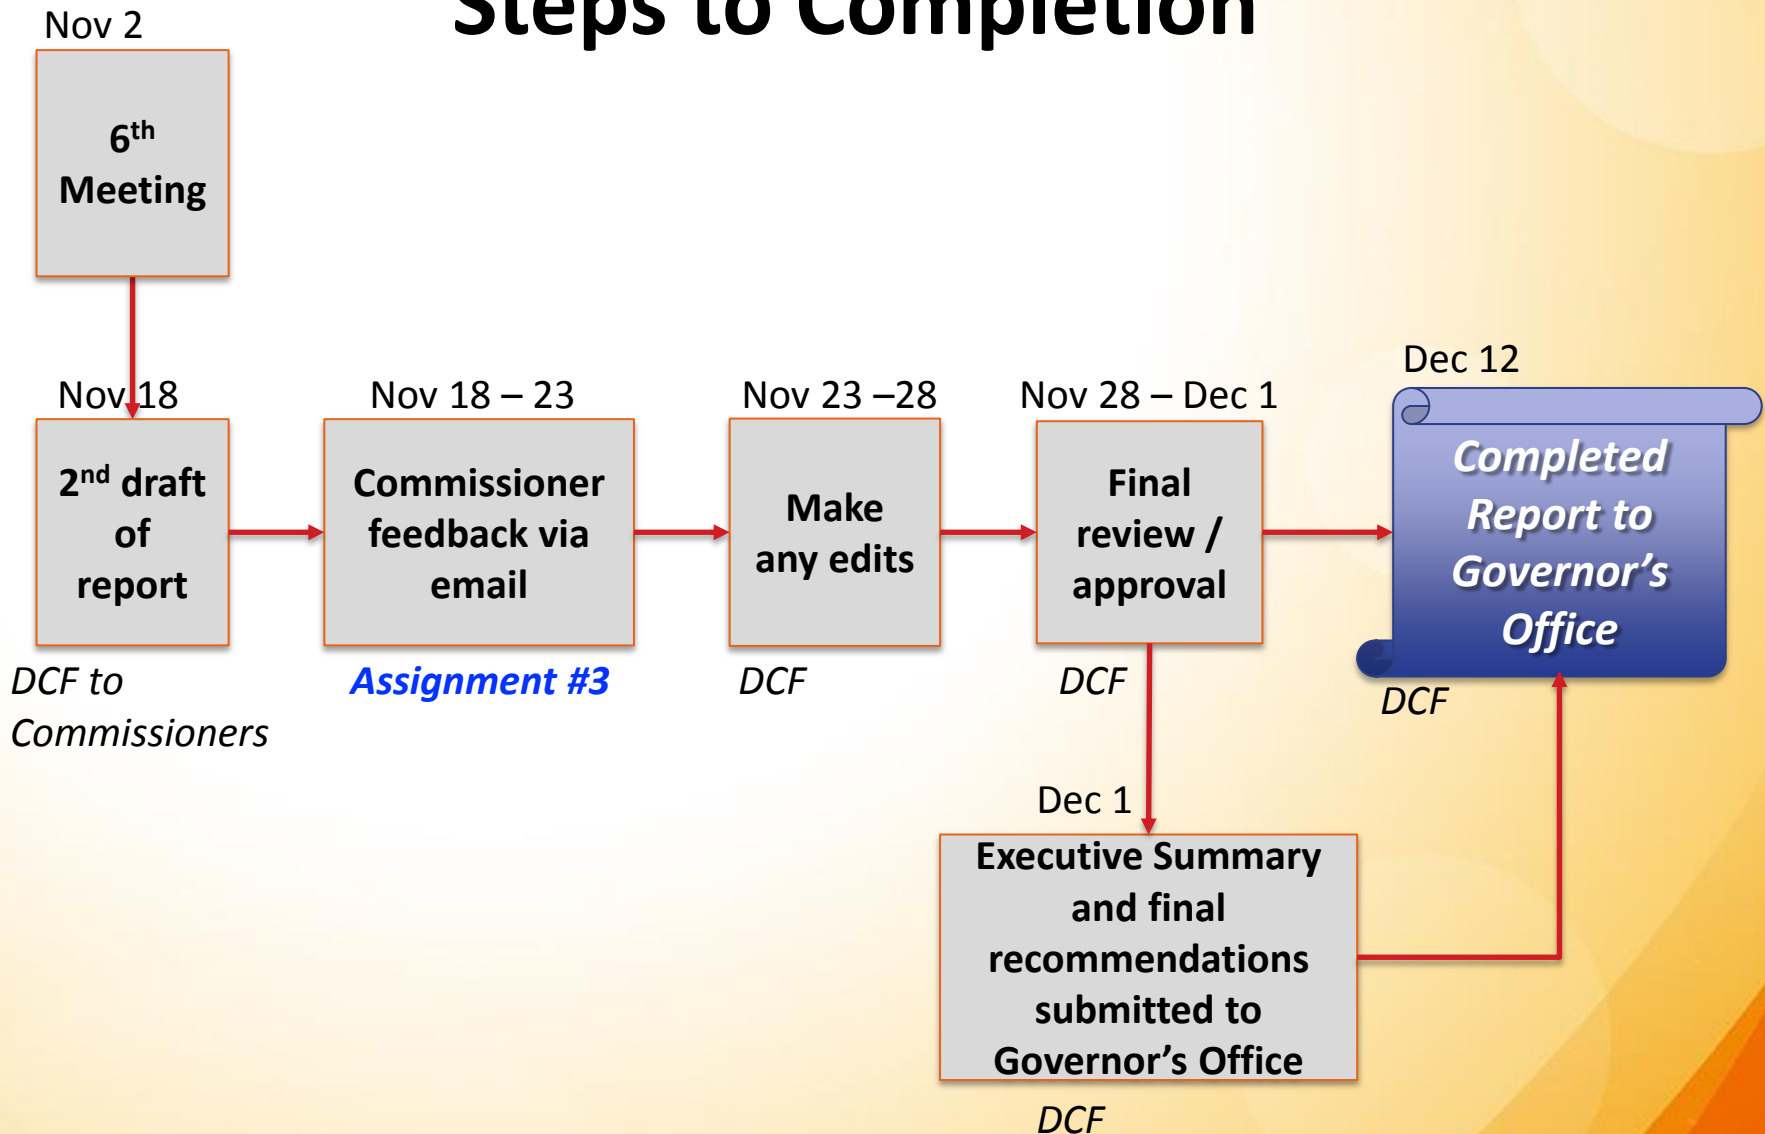 Steps to Completion
Nov 2
6th
Meeting
Nov 18
2nd draft
of
report
DCF to
Commissioners
Nov 18 – 23
Commissioner
feedback via
email
Assignment #3
Nov 23 –28
Make
any edits
DCF
Nov 28 – Dec 1
Final
review /
approval
DCF
Dec 12
Completed
Report to
Governor’s
Office
DCF
Dec 1
Executive Summary
and final
recommendations
submitted to
Governor’s Office
DCF